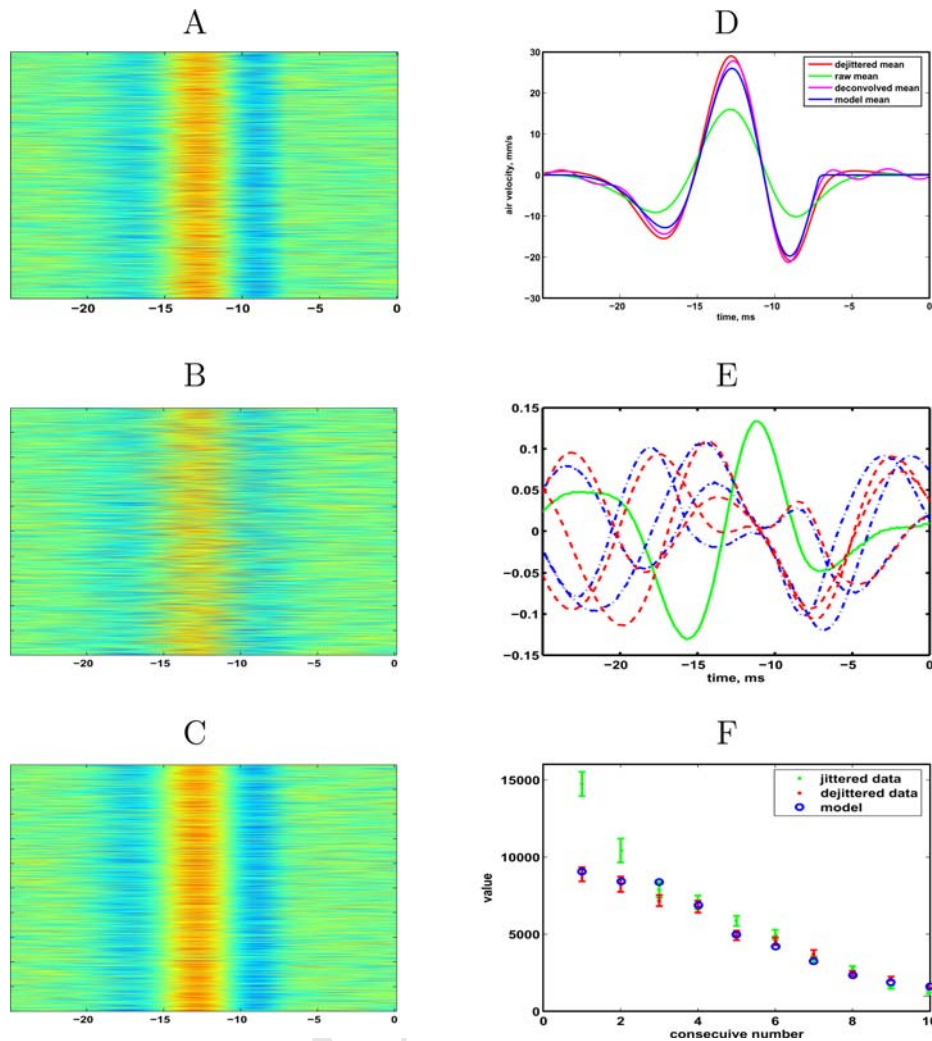 A
−20 −15 −10 −5 0
B
−20 −15 −10 −5 0
C
−20 −15 −10 −5 0
D
30
20
10
0
−10
−20
−30
air velocity, mm/s
dejittered mean
raw mean
deconvolved mean
model mean
−20 −15 −10 −5 0
time, ms
E
0.15
0.1
0.05
0
−0.05
−0.1
−0.15
−20 −15 −10 −5 0
time, ms
F
15000
10000
5000
0
value
jittered data
dejittered data
model
0 2 4 6 8 10
consecuive number